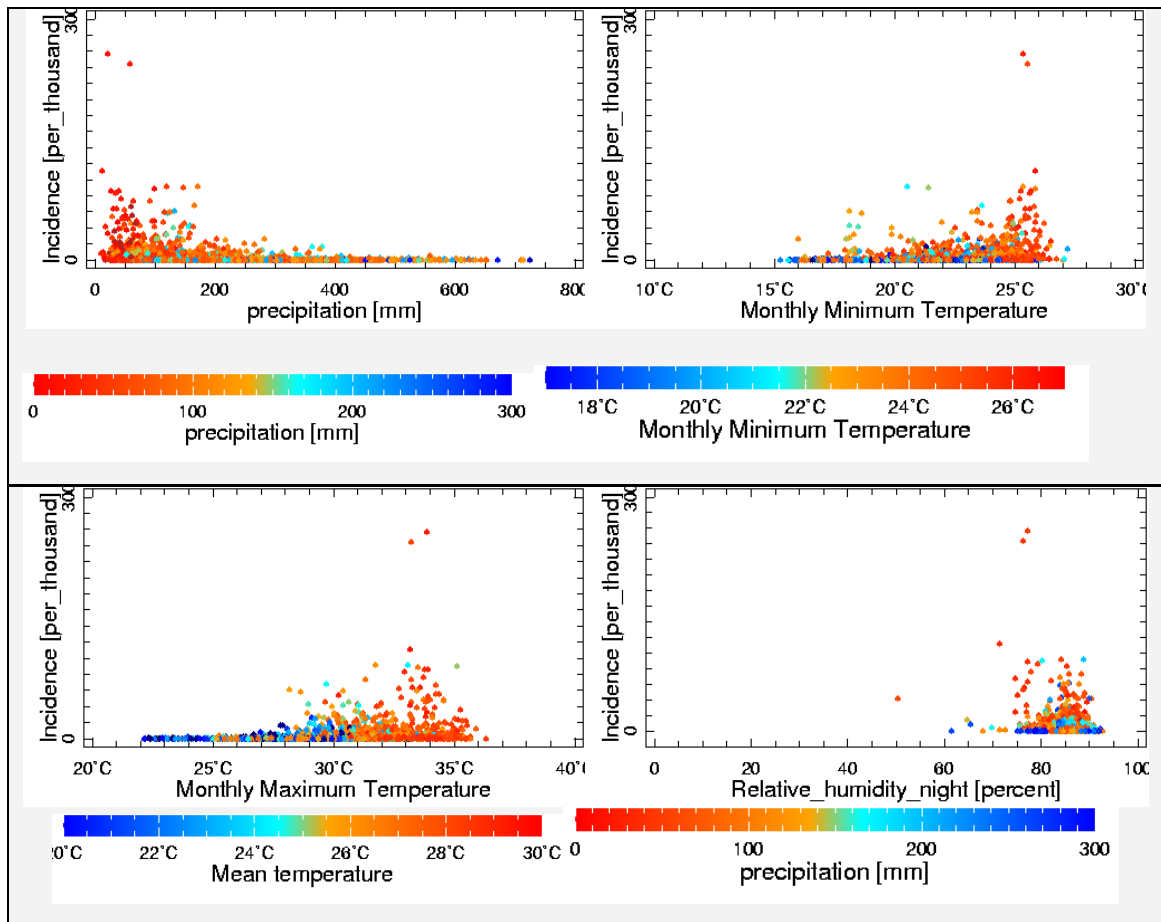 300
Incidence [per_thousand]
0
0 200 400 600 800
precipitation [mm]
300
Incidence [per_thousand]
0
10°C 15°C 20°C 25°C 30°C
Monthly Minimum Temperature
0 100 200 300
precipitation [mm]
18°C 20°C 22°C 24°C 26°C
Monthly Minimum Temperature
300
Incidence [per_thousand]
0
20°C 25°C 30°C 35°C 40°
Monthly Maximum Temperature
300
Incidence [per_thousand]
0
0 20 40 60 80 100
Relative_humidity_night [percent]
20°C 22°C 24°C 26°C 28°C 30°C
Mean temperature
0 100 200 300
precipitation [mm]